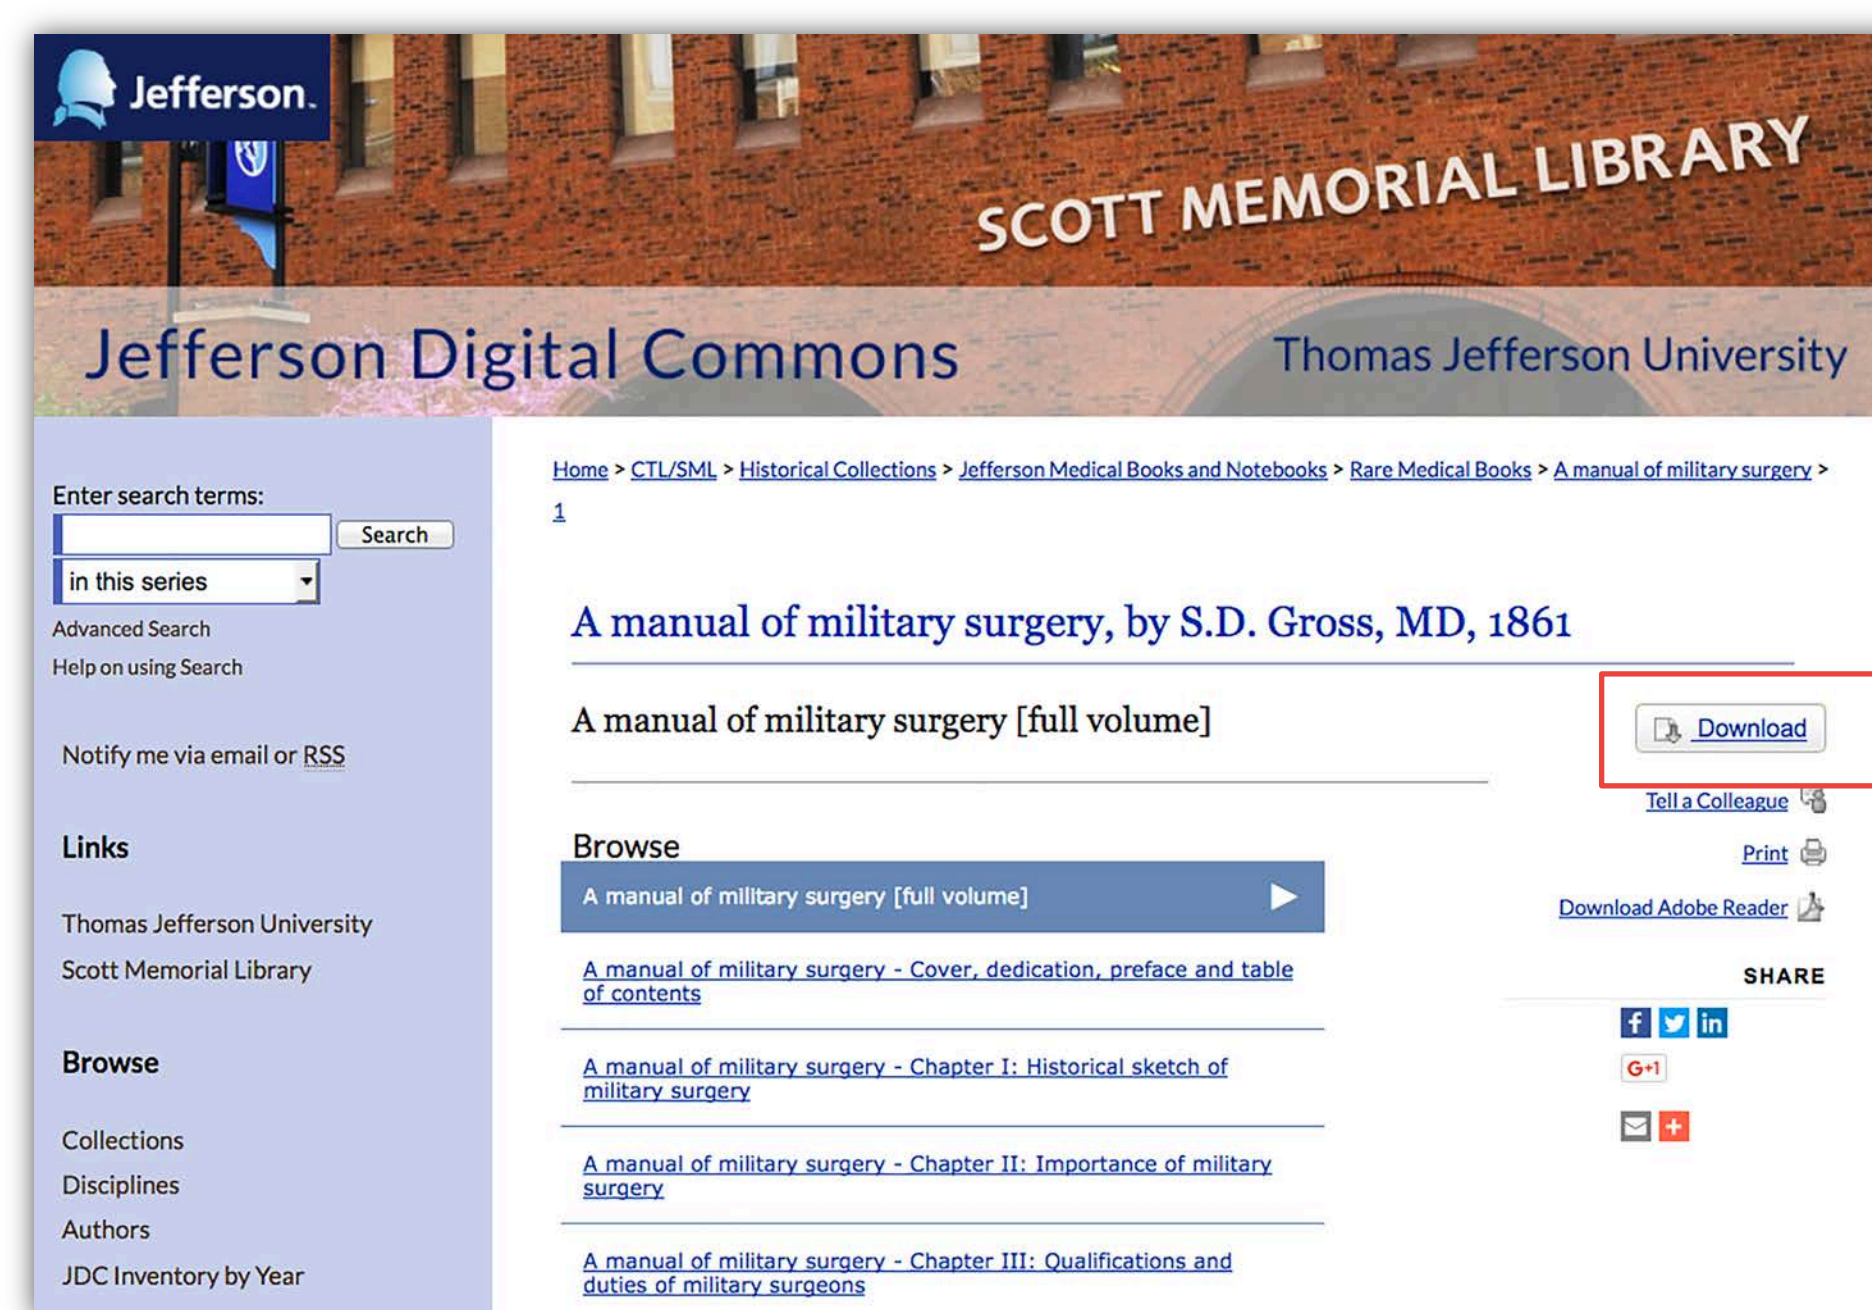 Jefferson.
SCOTT MEMORIAL LIBRARY
Jefferson Digital Commons
Thomas Jefferson University
Enter search terms:
Search
in this series
Advanced Search
Help on using Search
Notify me via email or RSS
Links
Thomas Jefferson University
Scott Memorial Library
Browse
Collections
Disciplines
Authors
JDC Inventory by Year
Home > CTL/SML > Historical Collections > Jefferson Medical Books and Notebooks > Rare Medical Books > A manual of military surgery >
1
A manual of military surgery, by S.D. Gross, MD, 1861
A manual of military surgery [full volume]
Browse
A manual of military surgery [full volume]
A manual of military surgery - Cover, dedication, preface and table
of contents
A manual of military surgery - Chapter I: Historical sketch of
military surgery
A manual of military surgery - Chapter II: Importance of military
surgery
A manual of military surgery - Chapter III: Qualifications and
duties of military surgeons
Download
Tell a Colleague
Print
Download Adobe Reader
SHARE
f
in
G+1
+